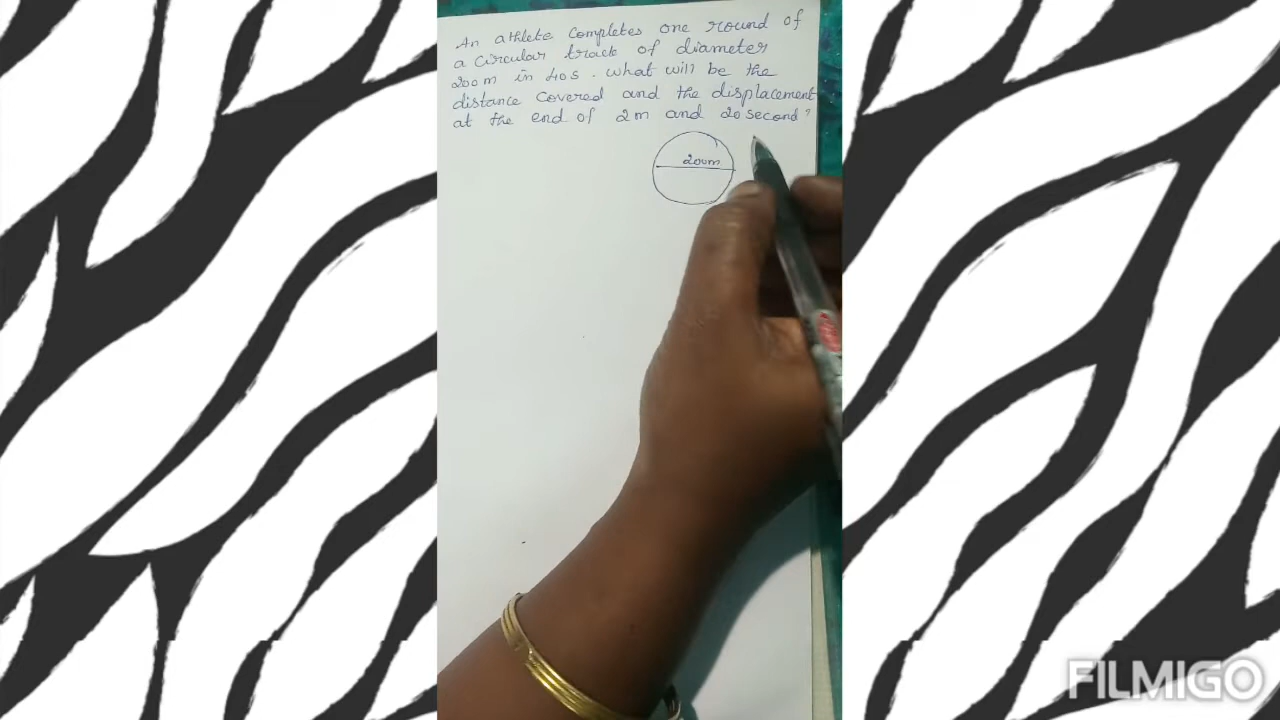 An athlete completes one round of
a circular track of diameter
200m in 40s. what will be the
distance covered and the displacement
at the end of 2m and 20 second?
200m
FILMIGO